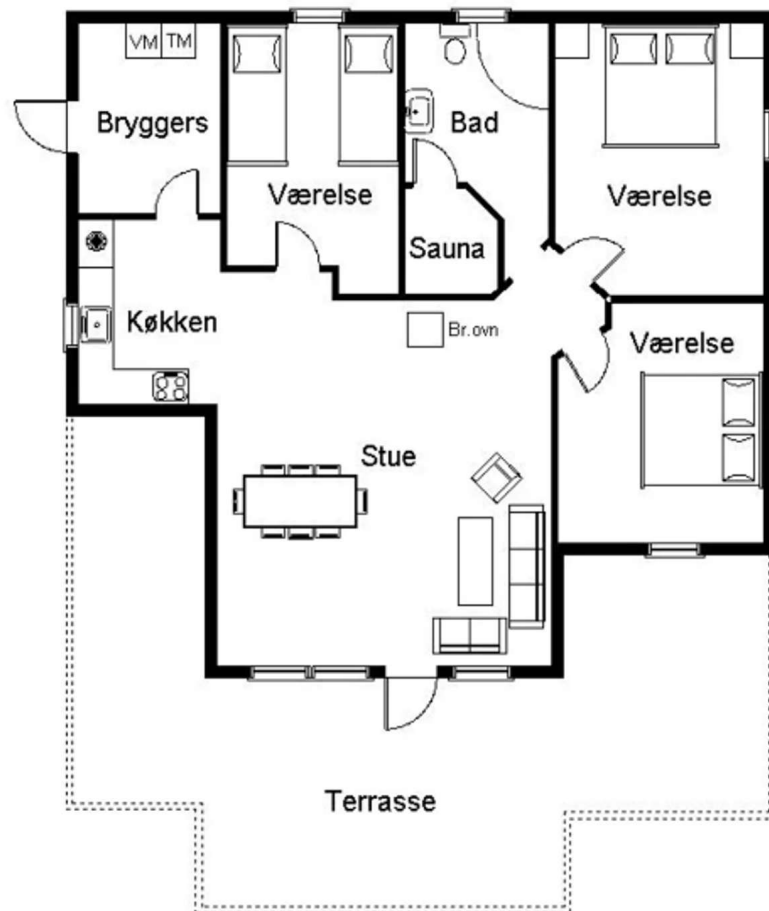 VM TM
Bryggers
Bad
Værelse
Værelse
Sauna
Køkken
Br.ovn
Værelse
Stue
Terrasse